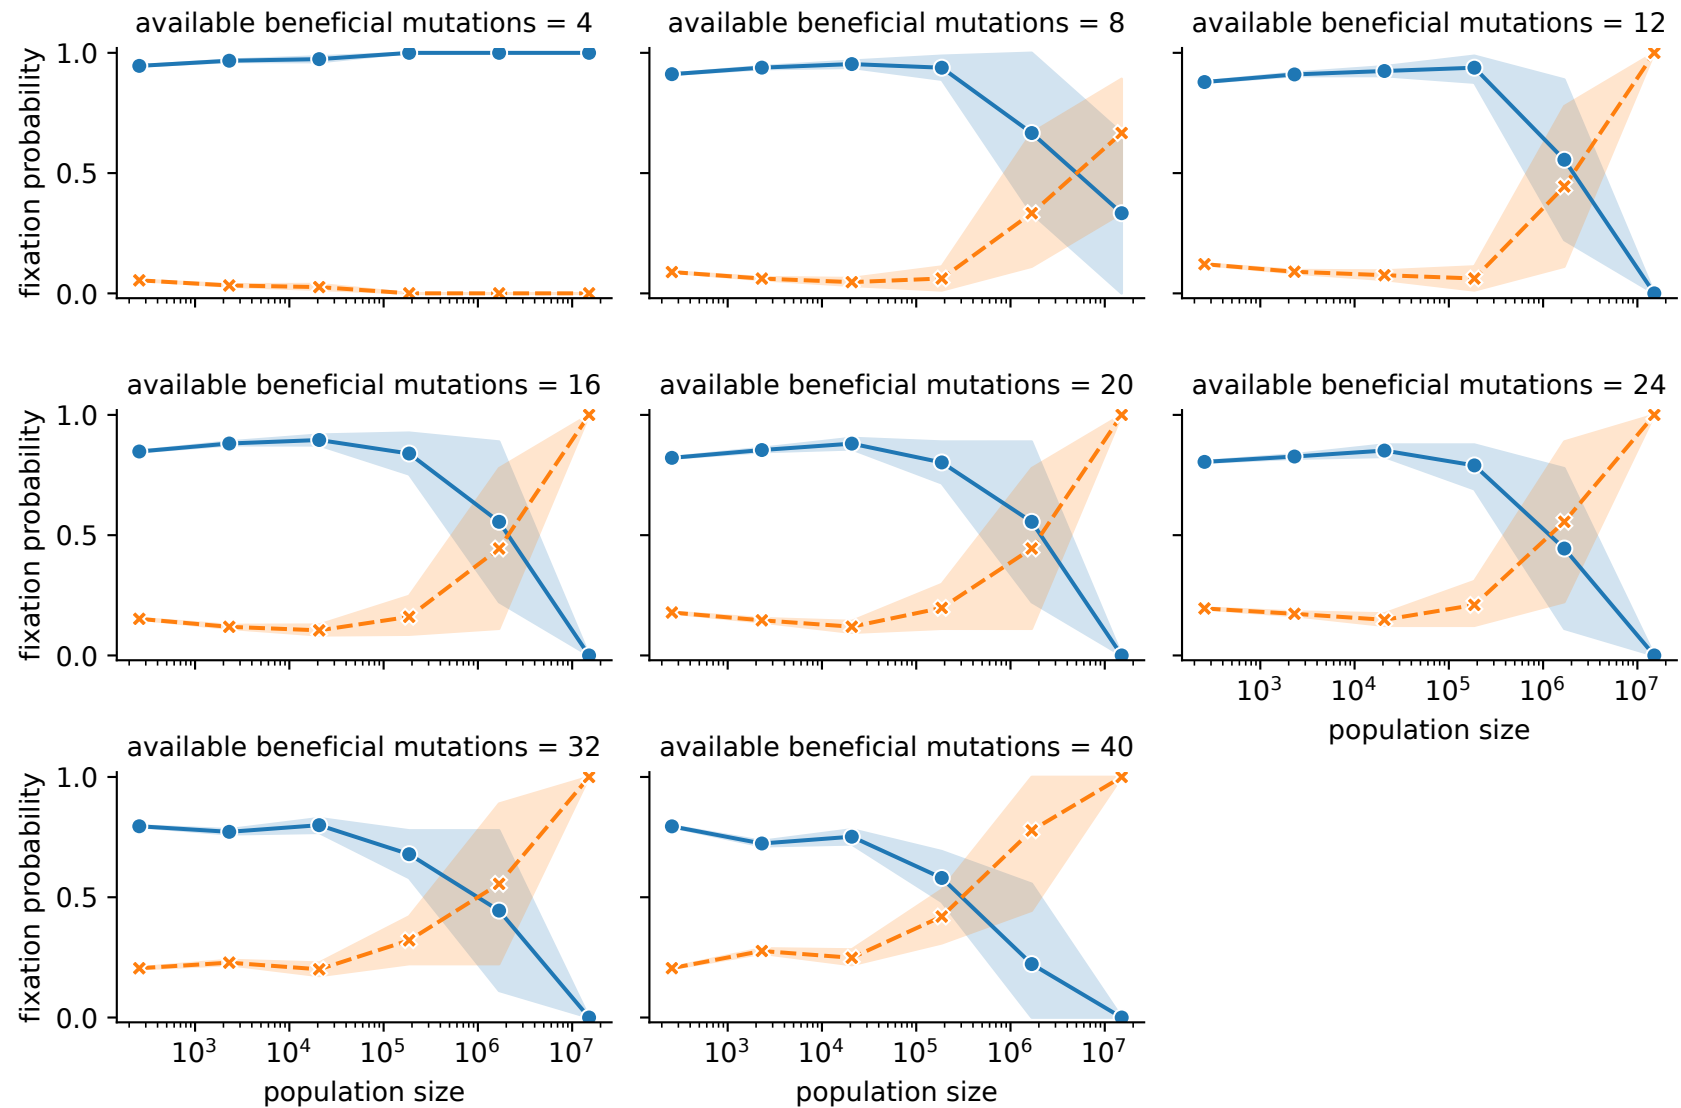 available beneficial mutations = 4
available beneficial mutations = 8
available beneficial mutations = 12
fixation probability
1.0
0.5
0.0
available beneficial mutations = 16
available beneficial mutations = 20
available beneficial mutations = 24
fixation probability
1.0
0.5
0.0
10³ 10⁴ 10⁵ 10⁶ 10⁷
population size
available beneficial mutations = 32
available beneficial mutations = 40
fixation probability
1.0
0.5
0.0
10³ 10⁴ 10⁵ 10⁶ 10⁷
10³ 10⁴ 10⁵ 10⁶ 10⁷
population size
population size